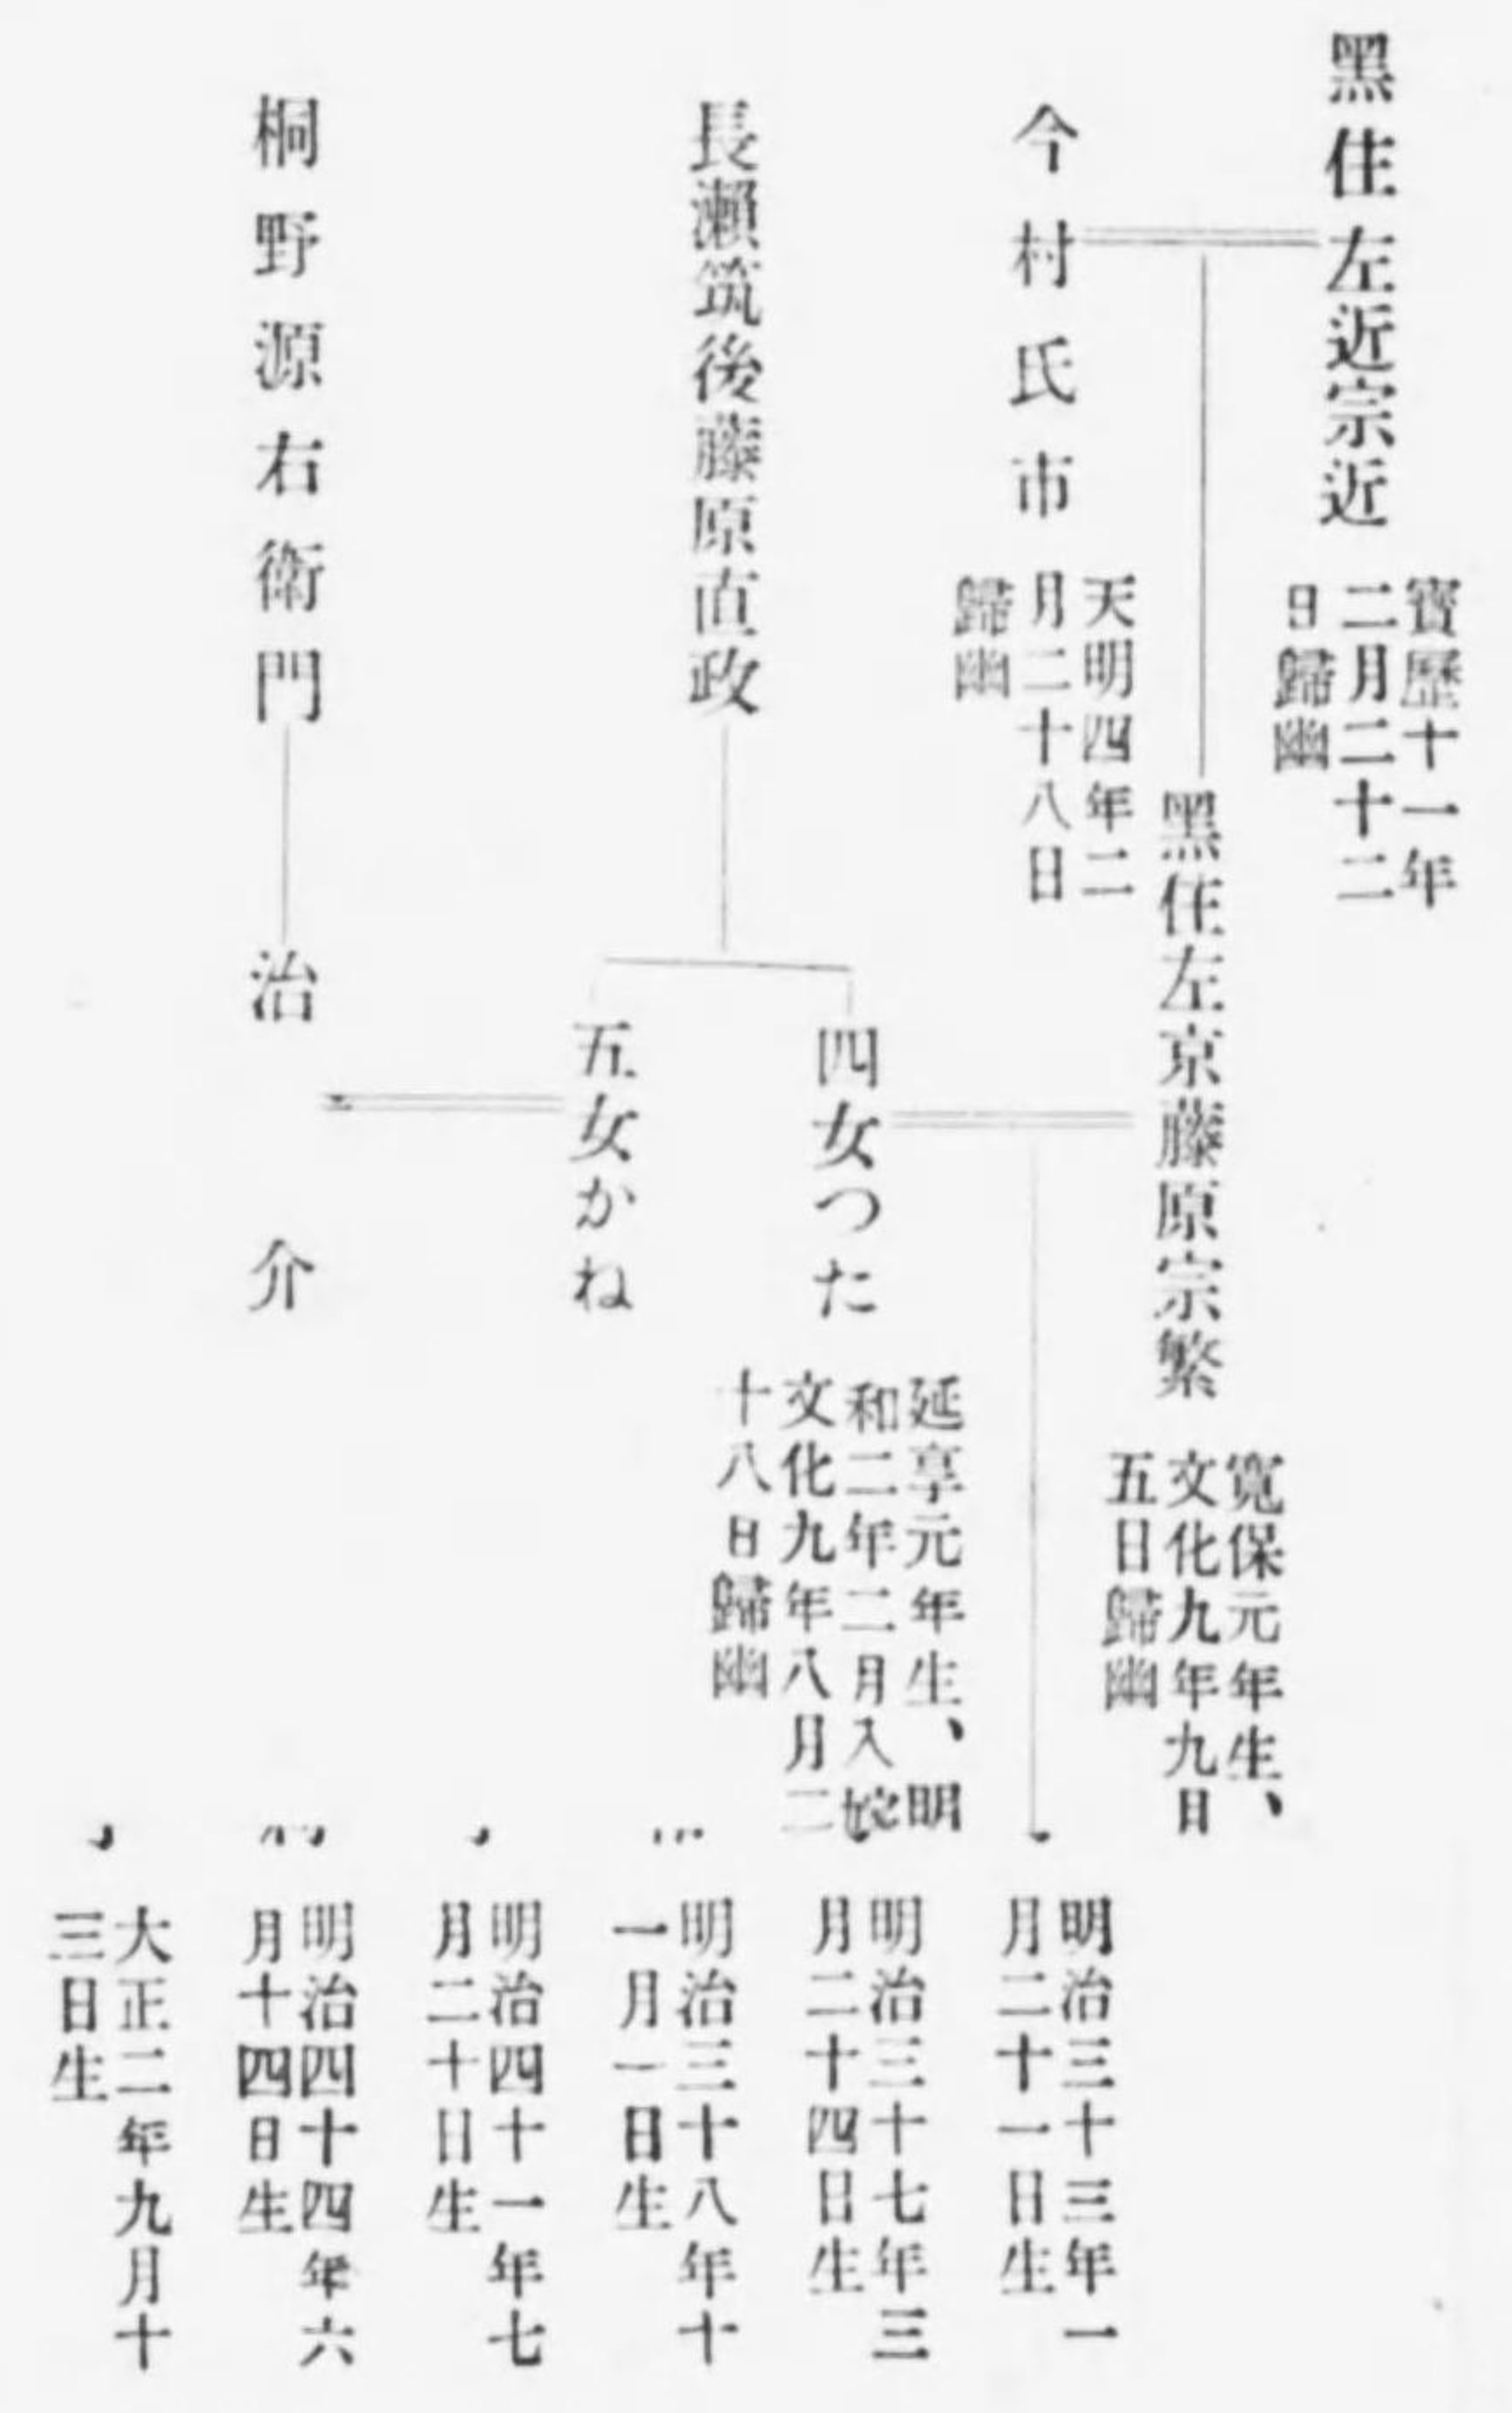 黑住左近宗近
寶歷十一年
二月二十二
日歸幽
今村氏市
天明四年二
月二十八日
歸幽
黑住左京藤原宗繁
寬保元年生、
文化九年九日
五日歸幽
長瀨筑後藤原直政
四女つた
延享元年生、明
和二年二月入
文化九年八月二
十八日歸幽
五女かね
桐野源右衛門
治介
明治三十三年一
月二十一日生
明治三十七年三
月二十四日生
明治三十八年十
一月一日生
明治四十一年七
月二十日生
明治四十四年六
月十四日生
大正二年九月十
三日生